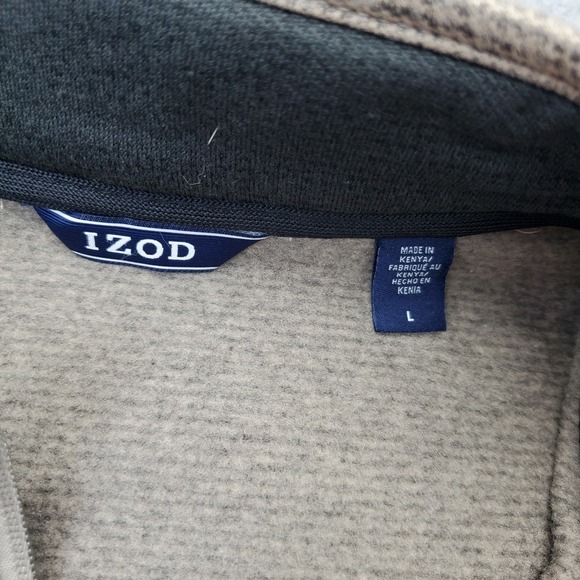 IZOD
MADE IN
KENYA/
FABRIQUÉ AU
KENYA/
HECHO EN
KENIA
L